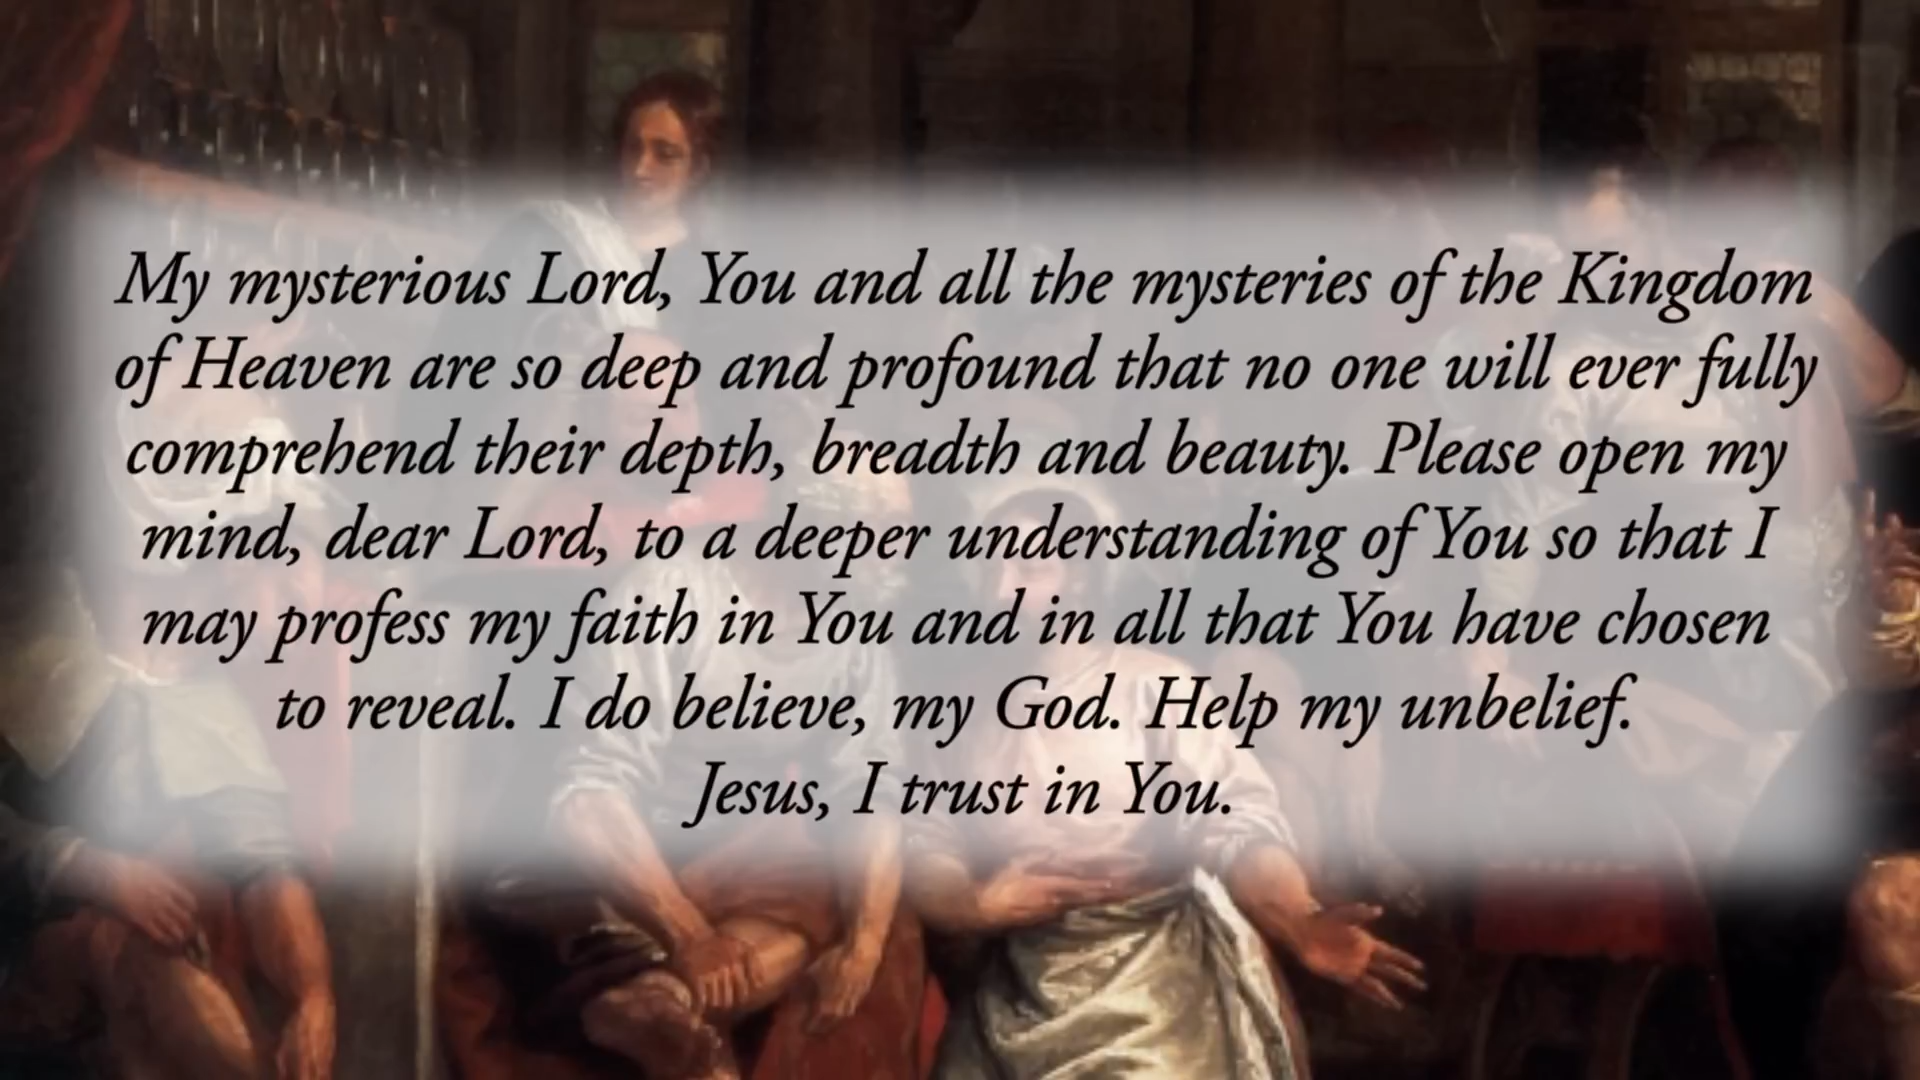 My mysterious Lord, You and all the mysteries of the Kingdom
of Heaven are so deep and profound that no one will ever fully
comprehend their depth, breadth and beauty. Please open my
mind, dear Lord, to a deeper understanding of You so that I
may profess my faith in You and in all that You have chosen
to reveal. I do believe, my God. Help my unbelief.
Jesus, I trust in You.